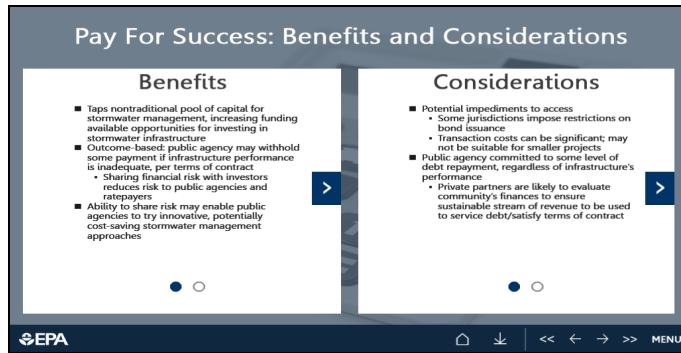 Pay For Success: Benefits and Considerations
Benefits
■ Taps nontraditional pool of capital for
stormwater management, increasing funding
available opportunities for investing in
stormwater infrastructure
■ Outcome-based: public agency may withhold
some payment if infrastructure performance
is inadequate, per terms of contract
• Sharing financial risk with investors
reduces risk to public agencies and
ratepayers
■ Ability to share risk may enable public
agencies to try innovative, potentially
cost-saving stormwater management
approaches
Considerations
■ Potential impediments to access
• Some jurisdictions impose restrictions on
bond issuance
• Transaction costs can be significant; may
not be suitable for smaller projects
■ Public agency committed to some level of
debt repayment, regardless of infrastructure's
performance
• Private partners are likely to evaluate
community's finances to ensure
sustainable stream of revenue to be used
to service debt/satisfy terms of contract
EPA
<< ← → >> MENU